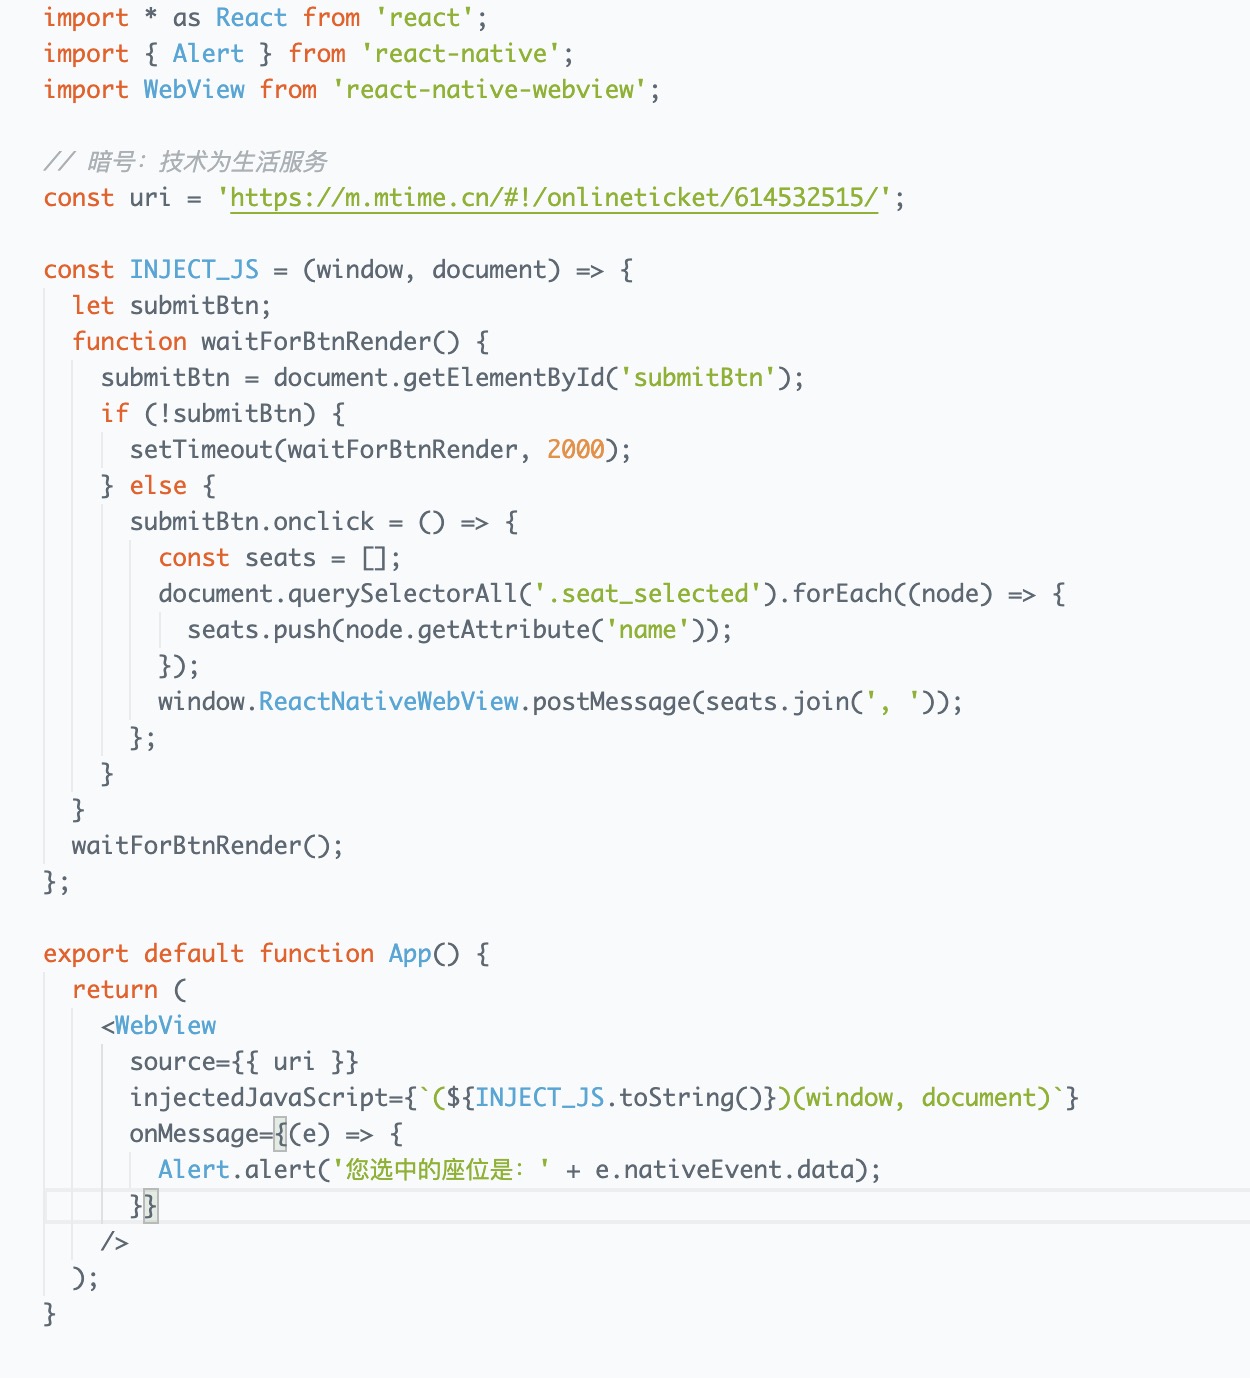 import * as React from 'react';
import { Alert } from 'react-native';
import WebView from 'react-native-webview';
// 暗号：技术为生活服务
const uri = 'https://m.mtime.cn/#!/onlineticket/614532515/';
const INJECT_JS = (window, document) => {
let submitBtn;
function waitForBtnRender() {
submitBtn = document.getElementById('submitBtn');
if (!submitBtn) {
setTimeout(waitForBtnRender, 2000);
} else {
submitBtn.onclick = () => {
const seats = [];
document.querySelectorAll('.seat_selected').forEach((node) => {
seats.push(node.getAttribute('name'));
});
window.ReactNativeWebView.postMessage(seats.join(', '));
};
}
}
waitForBtnRender();
};
export default function App() {
return (
<WebView
source={{ uri }}
injectedJavaScript={`(${INJECT_JS.toString()})(window, document)`}
onMessage={(e) => {
Alert.alert('您选中的座位是：' + e.nativeEvent.data);
}}
/>
);
}